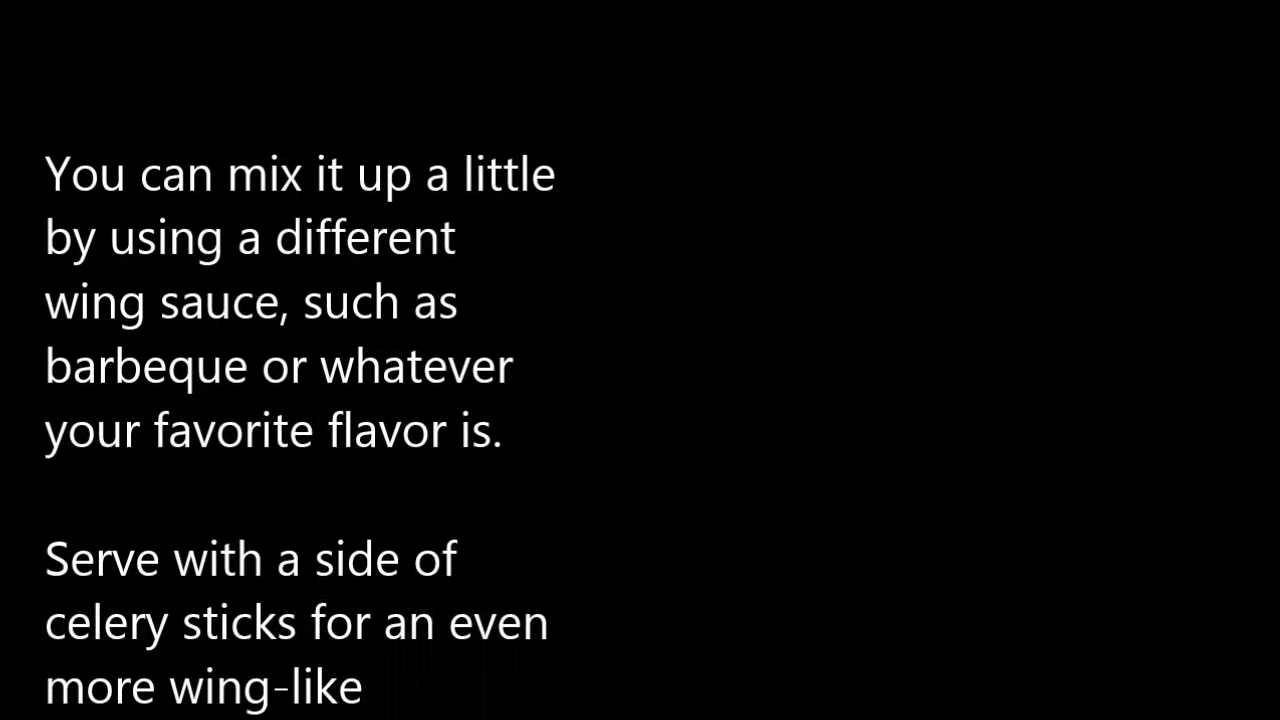 You can mix it up a little
by using a different
wing sauce, such as
barbeque or whatever
your favorite flavor is.
Serve with a side of
celery sticks for an even
more wing-like